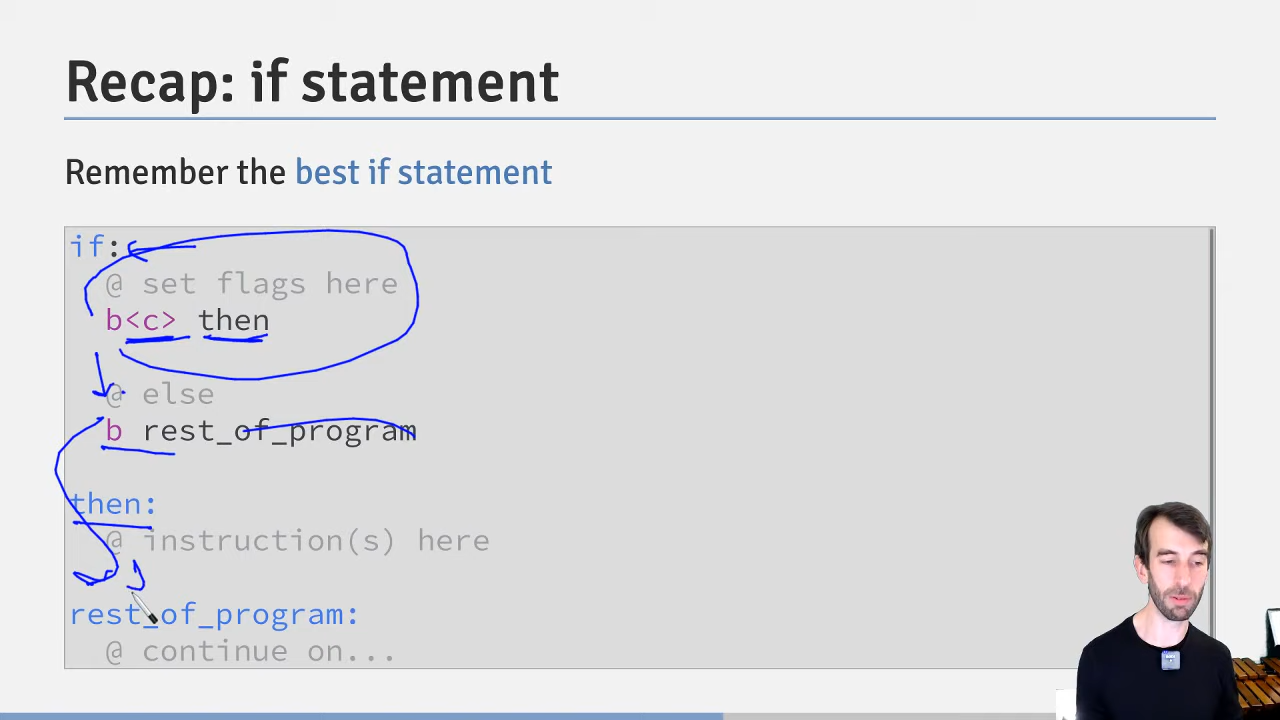 Recap: if statement
Remember the best if statement
if:
@ set flags here
b<c> then
@ else
b rest_of_program
then:
@ instruction(s) here
rest_of_program:
@ continue on...